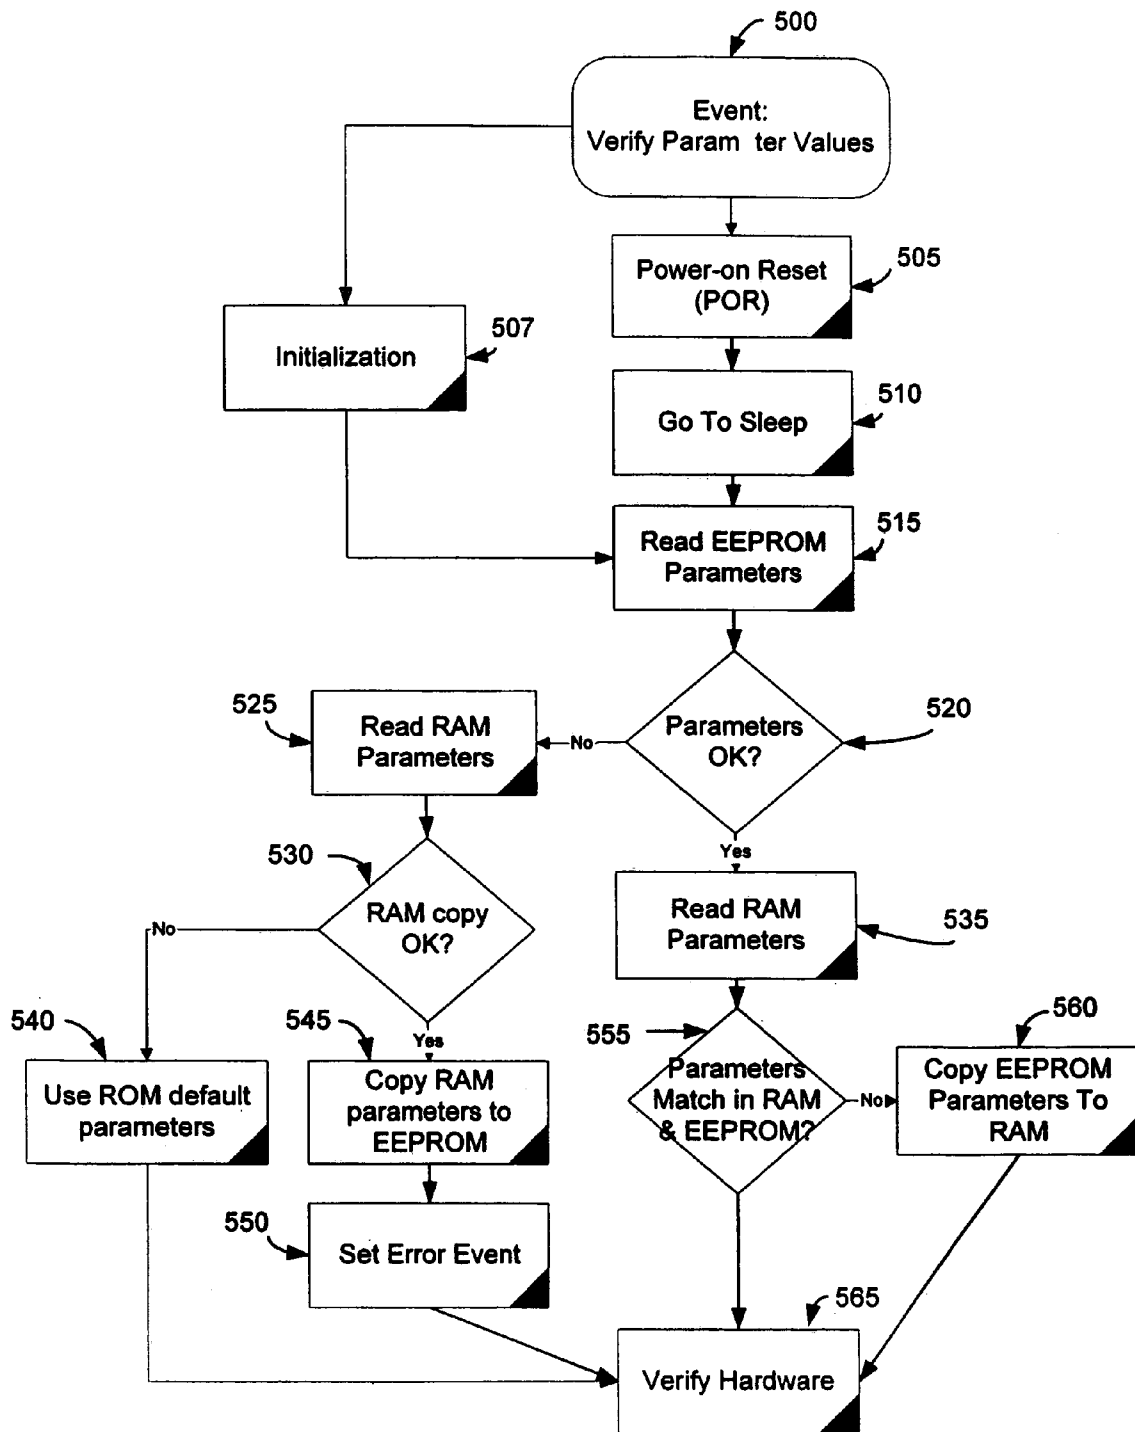 500
Event:
Verify Param ter Values
Power-on Reset
(POR)
505
Initialization
507
Go To Sleep
510
Read EEPROM
Parameters
515
525
Read RAM
Parameters
No
Parameters
OK?
520
Yes
530
RAM copy
OK?
No
Read RAM
Parameters
535
540
Use ROM default
parameters
545
Yes
Copy RAM
parameters to
EEPROM
555
Parameters
Match in RAM
& EEPROM?
No
560
Copy EEPROM
Parameters To
RAM
550
Set Error Event
565
Verify Hardware